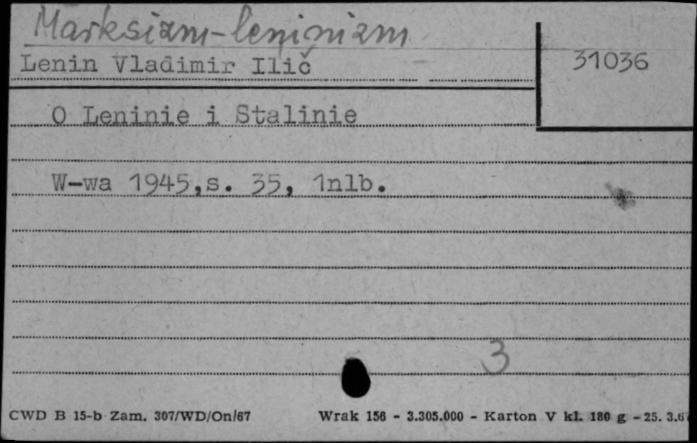 Marksizm-leninizm
Lenin Vladimir Ilič
31036
O Leninie i Stalinie
W-wa 1945,s. 35, 1nlb.
3
CWD B 15-b Zam. 307/WD/On/67 Wrak 156 - 3.305.000 - Karton V kl. 180 g - 25. 3.6